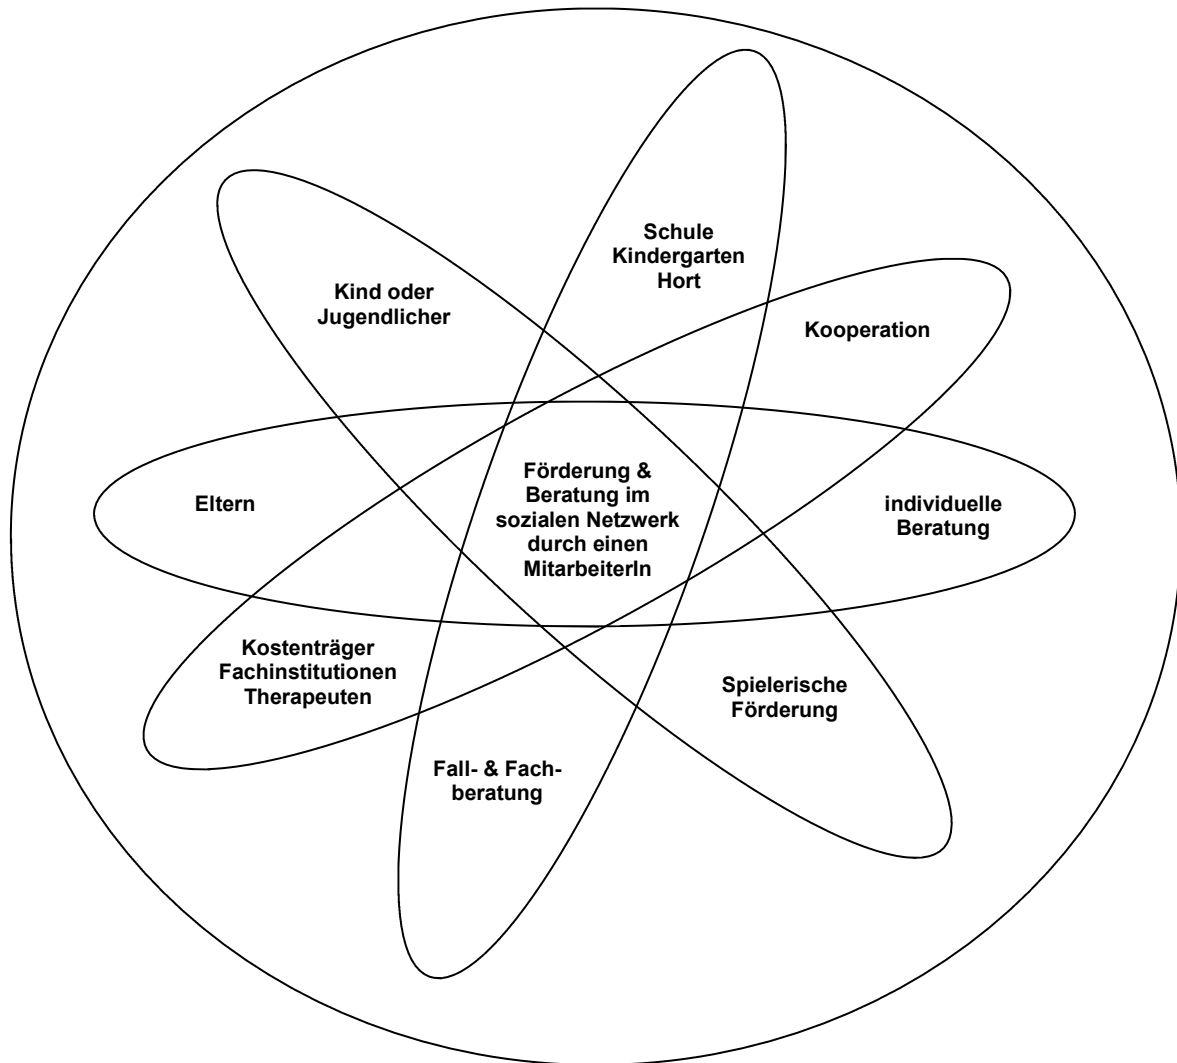 Schule
Kindergarten
Hort
Kind oder
Jugendlicher
Kooperation
Eltern
Förderung &
Beratung im
sozialen Netzwerk
durch einen
MitarbeiterIn
individuelle
Beratung
Kostenträger
Fachinstitutionen
Therapeuten
Spielerische
Förderung
Fall- & Fach-
beratung